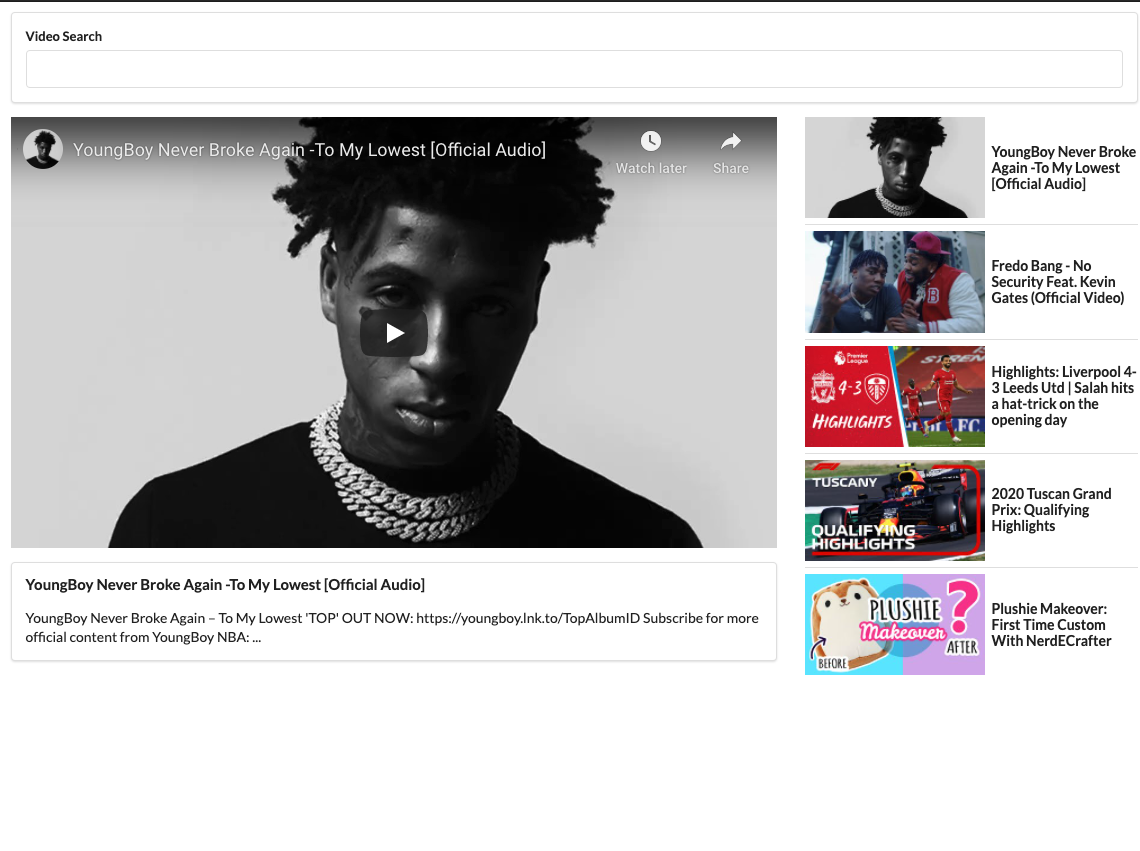 Video Search
YoungBoy Never Broke Again -To My Lowest [Official Audio]
Watch later
Share
YoungBoy Never Broke Again -To My Lowest [Official Audio]
YoungBoy Never Broke Again – To My Lowest 'TOP' OUT NOW: https://youngboy.lnk.to/TopAlbumID Subscribe for more
official content from YoungBoy NBA: ...
YoungBoy Never Broke
Again -To My Lowest
[Official Audio]
B
Fredo Bang - No
Security Feat. Kevin
Gates (Official Video)
Premier
League
4-3
HIGHLIGHTS
Highlights: Liverpool 4-
3 Leeds Utd | Salah hits
a hat-trick on the
opening day
TUSCANY
QUALIFYING
HIGHLIGHTS
2020 Tuscan Grand
Prix: Qualifying
Highlights
PLUSHIE
Makeover
?
BEFORE
AFTER
Plushie Makeover:
First Time Custom
With NerdECrafter